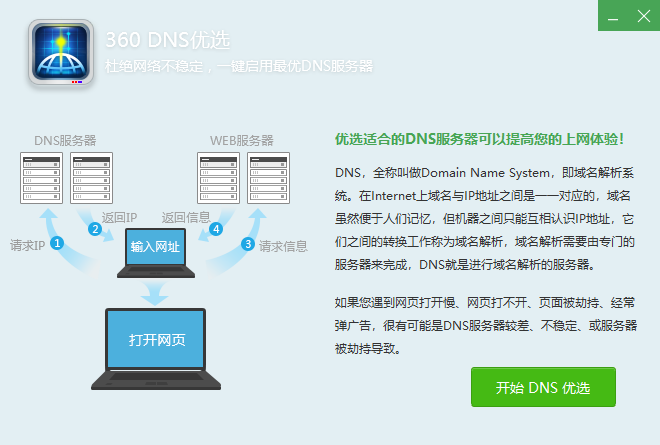 360 DNS优选
杜绝网络不稳定，一键启用最优DNS服务器
DNS服务器
WEB服务器
返回IP
返回信息
2
4
请求IP
1
输入网址
3
请求信息
打开网页
优选适合的DNS服务器可以提高您的上网体验！
DNS，全称叫做Domain Name System，即域名解析系
统。在Internet上域名与IP地址之间是一一对应的，域名
虽然便于人们记忆，但机器之间只能互相认识IP地址，它
们之间的转换工作称为域名解析，域名解析需要由专门的
服务器来完成，DNS就是进行域名解析的服务器。
如果您遇到网页打开慢、网页打不开、页面被劫持、经常
弹广告，很有可能是DNS服务器较差、不稳定、或服务器
被劫持导致。
开始 DNS 优选